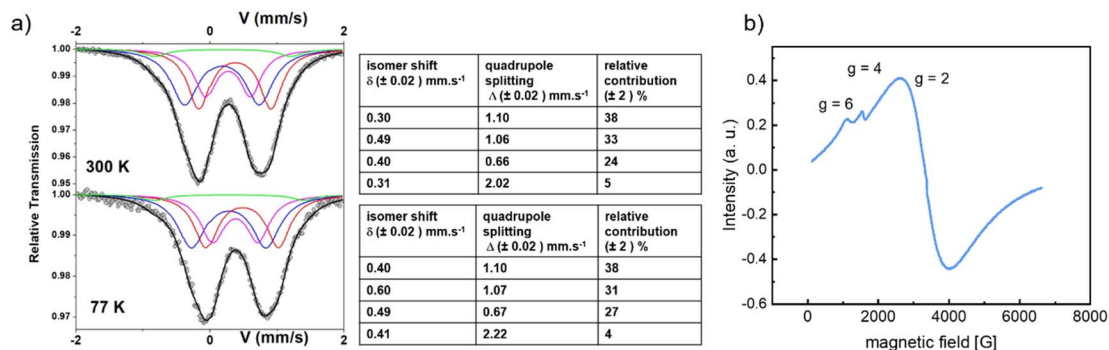 a)
V (mm/s)
-2 0 2
1.00
0.99
0.98
0.97
0.96
0.95
300 K
1.00
0.99
0.98
0.97
77 K
-2 0 2
V (mm/s)
Relative Transmission
isomer shift quadrupole relative
δ (± 0.02 ) mm.s-1 splitting contribution
Δ (± 0.02 ) mm.s-1 (± 2 ) %
0.30 1.10 38
0.49 1.06 33
0.40 0.66 24
0.31 2.02 5
isomer shift quadrupole relative
δ (± 0.02 ) mm.s-1 splitting contribution
Δ (± 0.02 ) mm.s-1 (± 2 ) %
0.40 1.10 38
0.60 1.07 31
0.49 0.67 27
0.41 2.22 4
b)
Intensity (a. u.)
0.4
0.2
0.0
-0.2
-0.4
-0.6
g = 6
g = 4
g = 2
0 2000 4000 6000 8000
magnetic field [G]